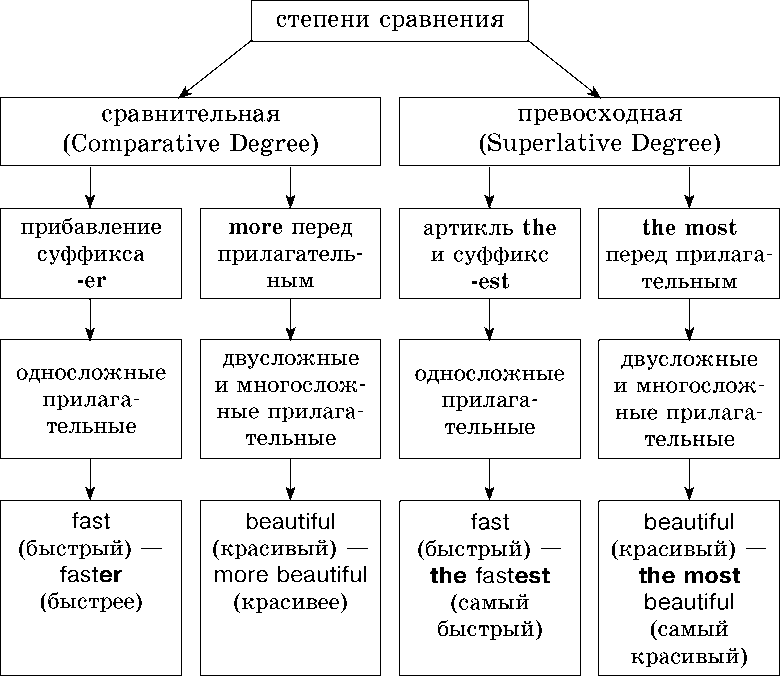 степени сравнения
сравнительная
(Comparative Degree)
превосходная
(Superlative Degree)
прибавление
суффикса
-er
more перед
прилагатель-
ным
артикль the
и суффикс
-est
the most
перед прилага-
тельным
односложные
прилага-
тельные
двусложные
и многослож-
ные прилага-
тельные
односложные
прилага-
тельные
двусложные
и многослож-
ные прилага-
тельные
fast
(быстрый) —
faster
(быстрее)
beautiful
(красивый) —
more beautiful
(красивее)
fast
(быстрый) —
the fastest
(самый
быстрый)
beautiful
(красивый) —
the most
beautiful
(самый
красивый)